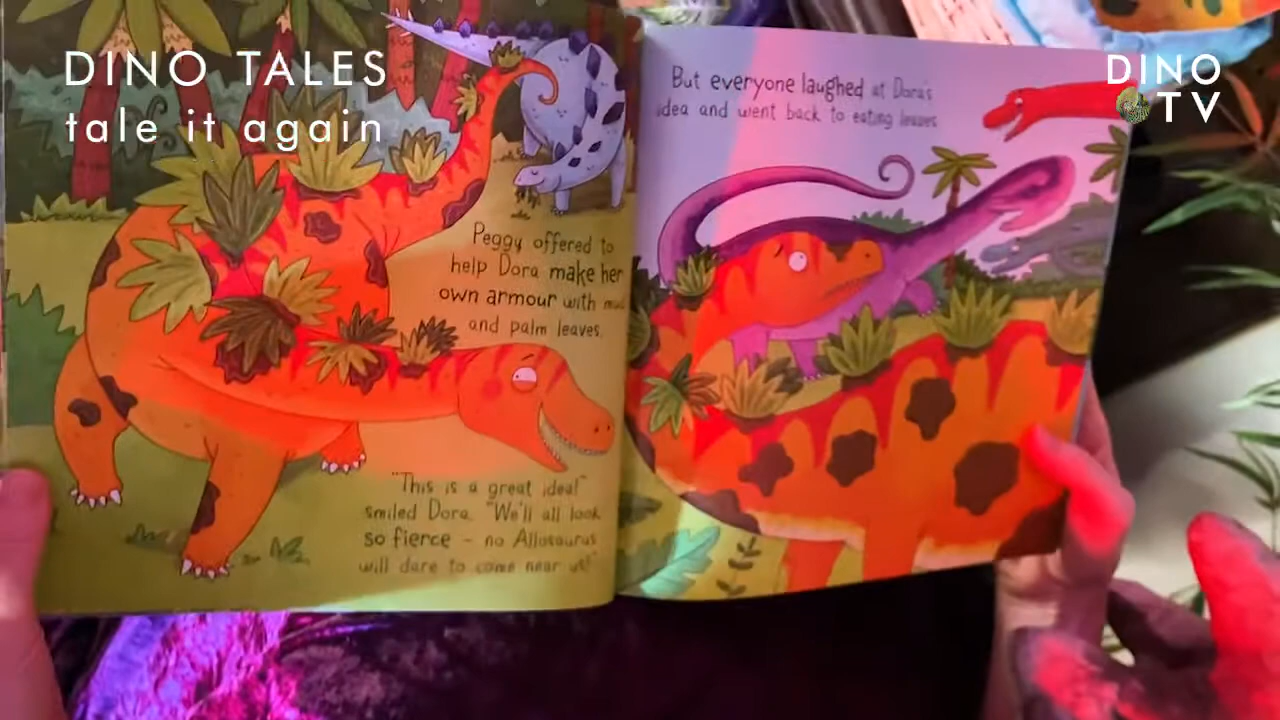 DINO TALES
tale it again
DINO
TV
Peggy offered to
help Dora make her
own armour with mud
and palm leaves.
"This is a great idea!"
smiled Dora. "We'll all look
so fierce – no Allosaurus
will dare to come near us!"
But everyone laughed at Dora's
idea and went back to eating leaves.